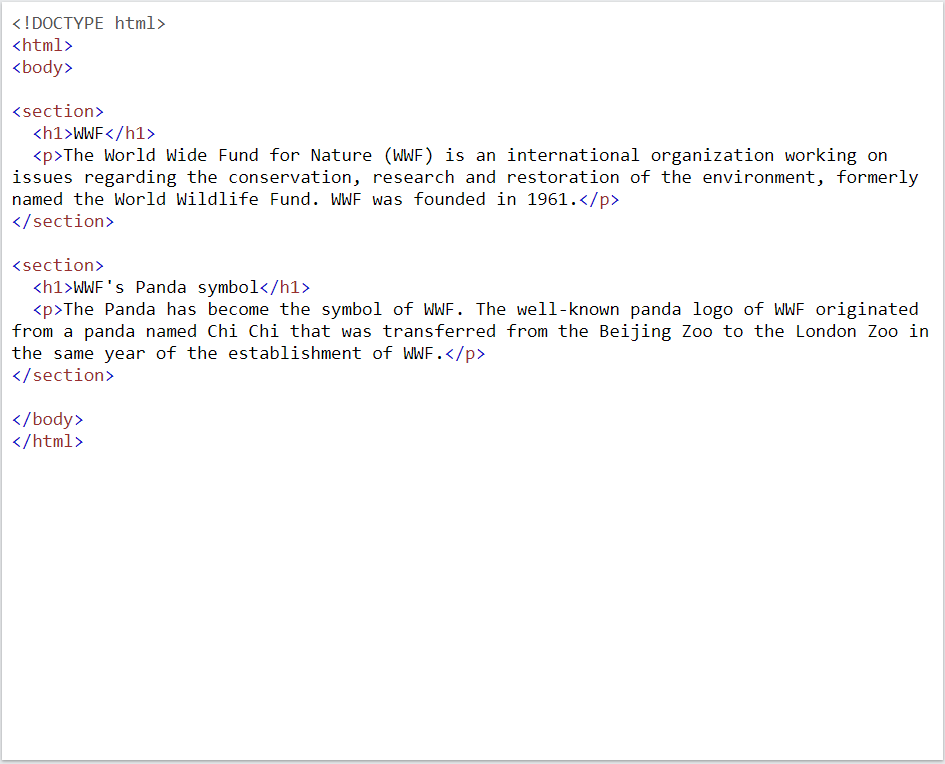 <!DOCTYPE html>
<html>
<body>

<section>
  <h1>WWF</h1>
  <p>The World Wide Fund for Nature (WWF) is an international organization working on
issues regarding the conservation, research and restoration of the environment, formerly
named the World Wildlife Fund. WWF was founded in 1961.</p>
</section>

<section>
  <h1>WWF's Panda symbol</h1>
  <p>The Panda has become the symbol of WWF. The well-known panda logo of WWF originated
from a panda named Chi Chi that was transferred from the Beijing Zoo to the London Zoo in
the same year of the establishment of WWF.</p>
</section>

</body>
</html>